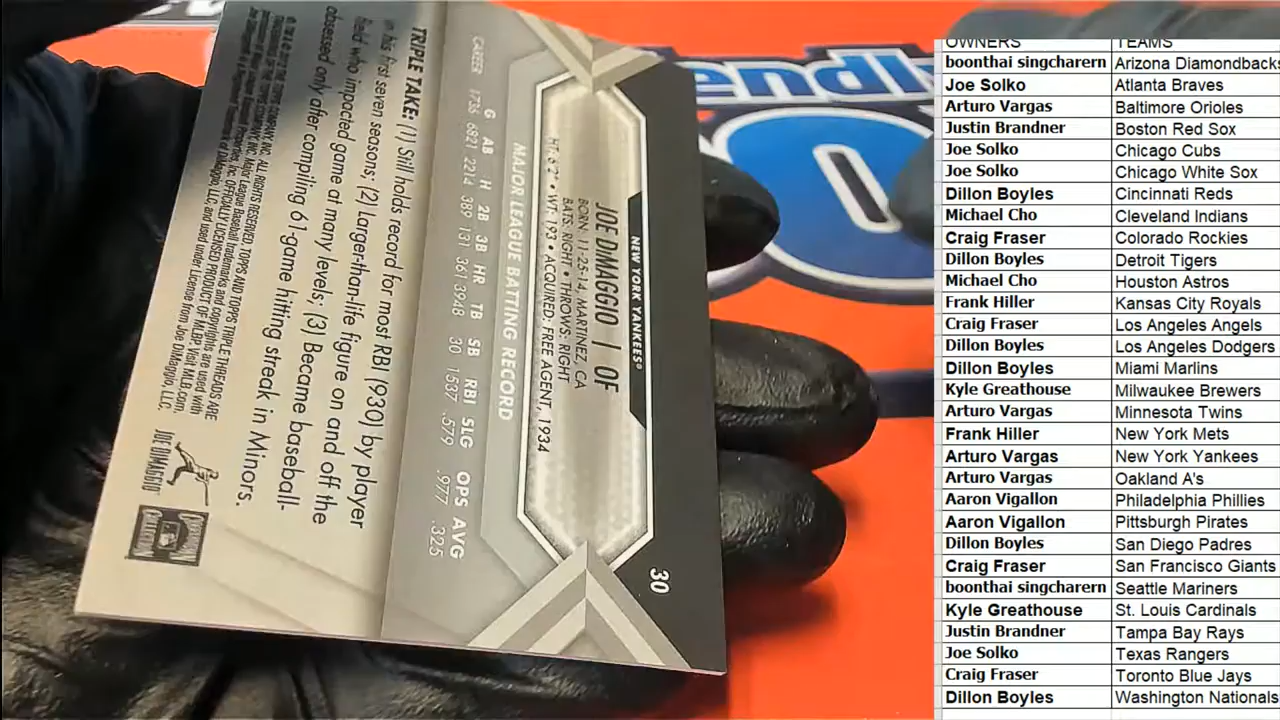 NEW YORK YANKEES®
30
JOE DiMAGGIO | OF
BORN: 11-25-14, MARTINEZ, CA
BATS: RIGHT • THROWS: RIGHT
HT: 6'2" • WT: 193 • ACQUIRED: FREE AGENT, 1934
MAJOR LEAGUE BATTING RECORD
G AB H 2B 3B HR TB SB RBI SLG OPS AVG
CAREER 1736 6821 2214 389 131 361 3948 30 1537 .579 .977 .325
TRIPLE TAKE: (1) Still holds record for most RBI (930) by player
in his first seven seasons; (2) Larger-than-life figure on and off the
field who impacted game at many levels; (3) Became baseball-
obsessed only after compiling 61-game hitting streak in Minors.
JOE DiMAGGIO
COOPERSTOWN
COLLECTION
OWNERS TEAMS
boonthai singcharern Arizona Diamondbacks
Joe Solko Atlanta Braves
Arturo Vargas Baltimore Orioles
Justin Brandner Boston Red Sox
Joe Solko Chicago Cubs
Joe Solko Chicago White Sox
Dillon Boyles Cincinnati Reds
Michael Cho Cleveland Indians
Craig Fraser Colorado Rockies
Dillon Boyles Detroit Tigers
Michael Cho Houston Astros
Frank Hiller Kansas City Royals
Craig Fraser Los Angeles Angels
Dillon Boyles Los Angeles Dodgers
Dillon Boyles Miami Marlins
Kyle Greathouse Milwaukee Brewers
Arturo Vargas Minnesota Twins
Frank Hiller New York Mets
Arturo Vargas New York Yankees
Arturo Vargas Oakland A's
Aaron Vigallon Philadelphia Phillies
Aaron Vigallon Pittsburgh Pirates
Dillon Boyles San Diego Padres
Craig Fraser San Francisco Giants
boonthai singcharern Seattle Mariners
Kyle Greathouse St. Louis Cardinals
Justin Brandner Tampa Bay Rays
Joe Solko Texas Rangers
Craig Fraser Toronto Blue Jays
Dillon Boyles Washington Nationals